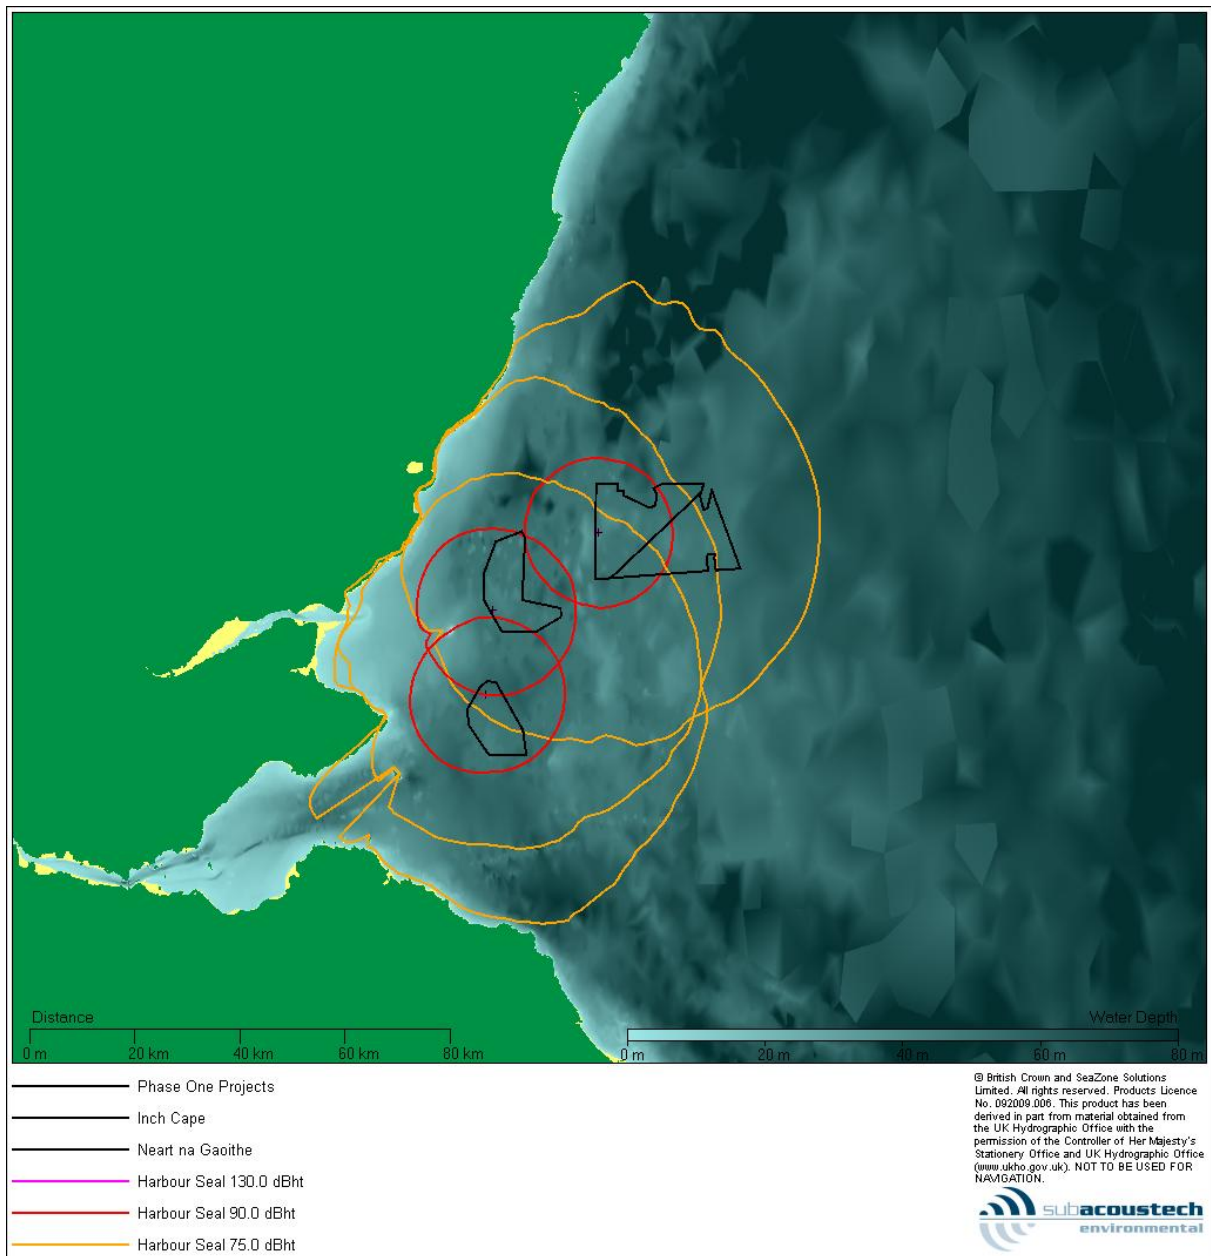 Distance
0 m 20 km 40 km 60 km 80 km
Water Depth
0 m 20 m 40 m 60 m 80 m
Phase One Projects
Inch Cape
Neart na Gaoithe
Harbour Seal 130.0 dBht
Harbour Seal 90.0 dBht
Harbour Seal 75.0 dBht
© British Crown and SeaZone Solutions
Limited. All rights reserved. Products Licence
No. 092009.006. This product has been
derived in part from material obtained from
the UK Hydrographic Office with the
permission of the Controller of Her Majesty's
Stationery Office and UK Hydrographic Office
(www.ukho.gov.uk). NOT TO BE USED FOR
NAVIGATION.
subacoustech
environmental